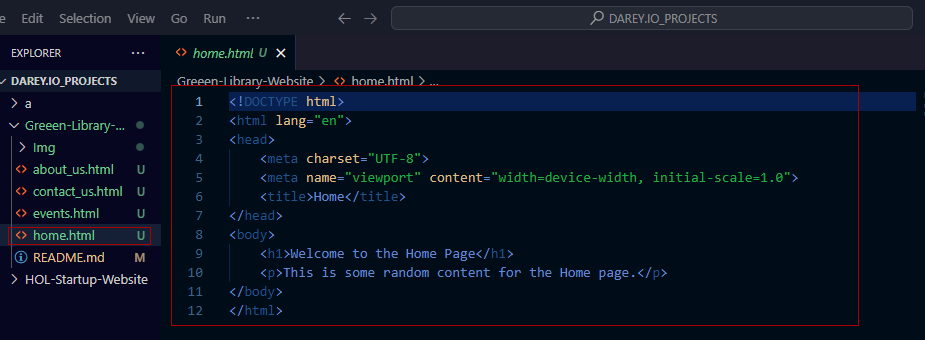 e Edit Selection View Go Run ··· ← → DAREY.IO_PROJECTS
EXPLORER ···
DAREY.IO_PROJECTS
a
Greeen-Library-...
Img
about_us.html U
contact_us.html U
events.html U
home.html U
README.md M
HOL-Startup-Website
home.html U ×
Greeen-Library-Website > home.html > ...
1 <!DOCTYPE html>
2 <html lang="en">
3 <head>
4     <meta charset="UTF-8">
5     <meta name="viewport" content="width=device-width, initial-scale=1.0">
6     <title>Home</title>
7 </head>
8 <body>
9     <h1>Welcome to the Home Page</h1>
10     <p>This is some random content for the Home page.</p>
11 </body>
12 </html>